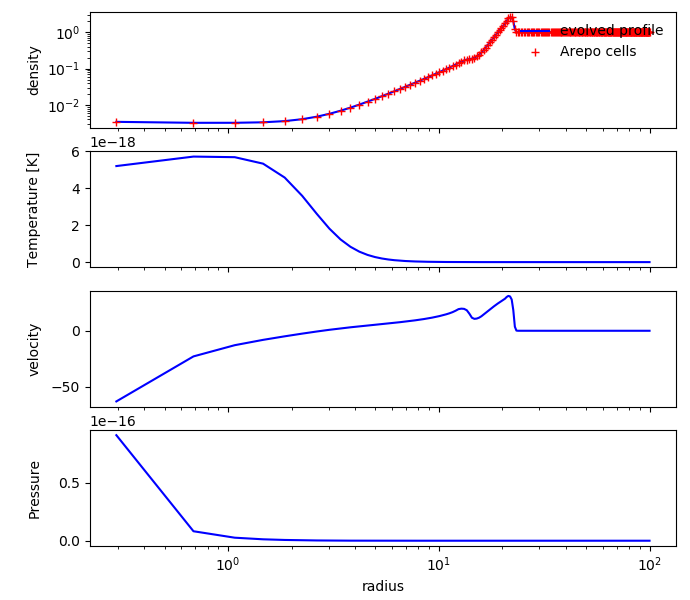 10⁰
10⁻¹
10⁻²
density
evolved profile
Arepo cells
1e−18
6
4
2
0
Temperature [K]
0
−50
velocity
1e−16
0.5
0.0
Pressure
10⁰
10¹
10²
radius